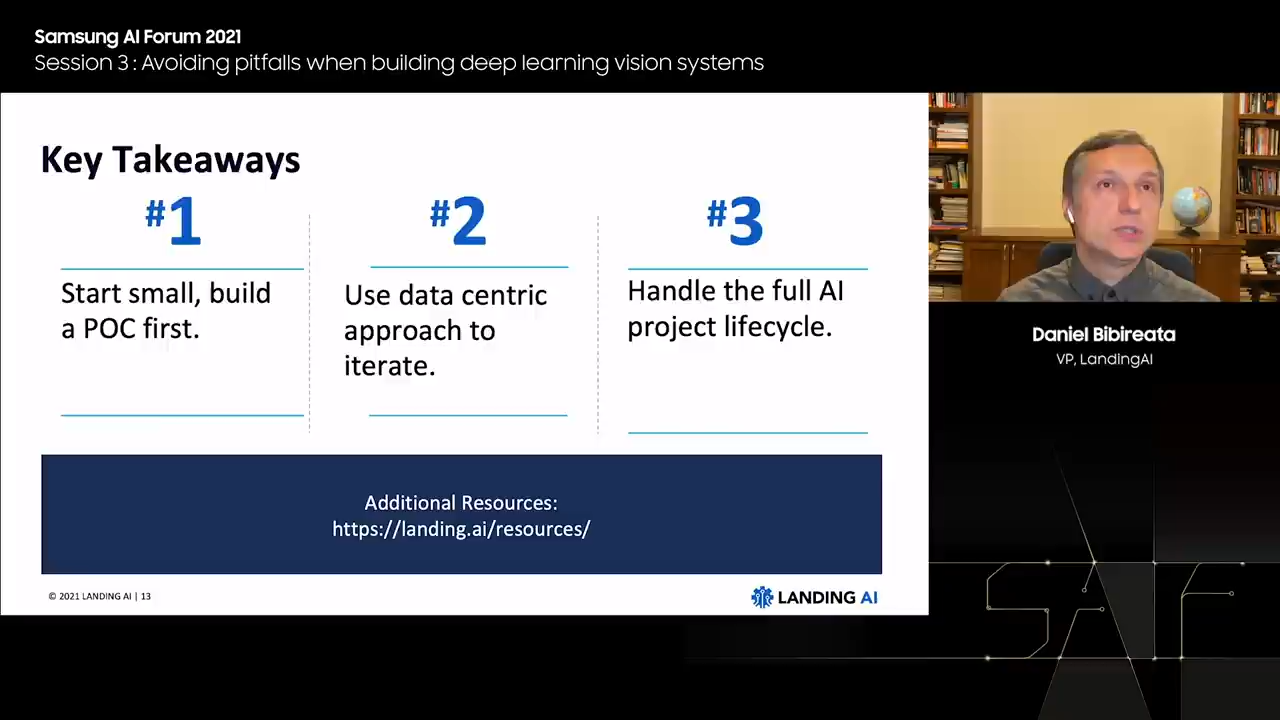 Samsung AI Forum 2021
Session 3 : Avoiding pitfalls when building deep learning vision systems
Key Takeaways
#1
Start small, build
a POC first.
#2
Use data centric
approach to
iterate.
#3
Handle the full AI
project lifecycle.
Additional Resources:
https://landing.ai/resources/
© 2021 LANDING AI | 13
LANDING AI
Daniel Bibireata
VP, LandingAI
SAIF